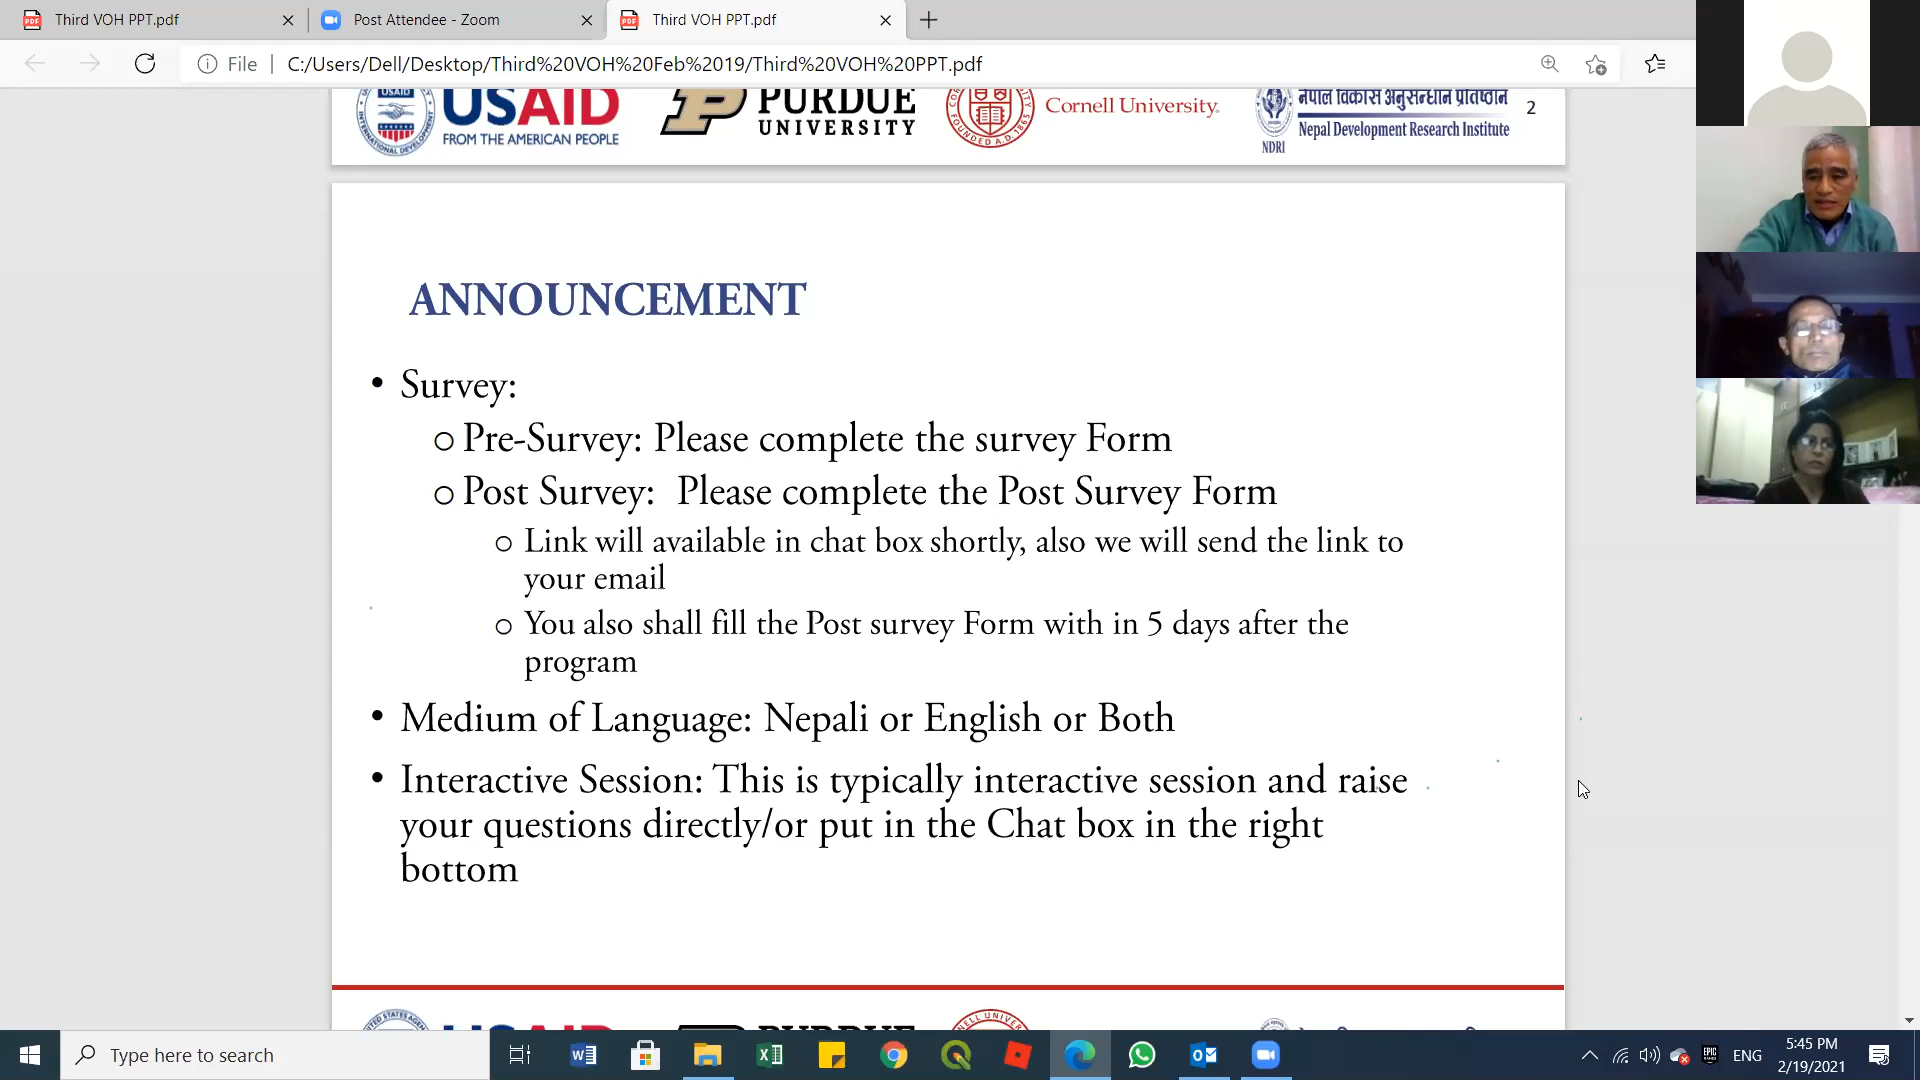 Third VOH PPT.pdf
Post Attendee - Zoom
Third VOH PPT.pdf
File
C:/Users/Dell/Desktop/Third%20VOH%20Feb%2019/Third%20VOH%20PPT.pdf
USAID
USAID
FROM THE AMERICAN PEOPLE
PURDUE
UNIVERSITY
FOUNDED A.D. 1865
Cornell University
नेपाल विकास अनुसन्धान प्रतिष्ठान
Nepal Development Research Institute
NDRI
2
ANNOUNCEMENT
• Survey:
o Pre-Survey: Please complete the survey Form
o Post Survey: Please complete the Post Survey Form
o Link will available in chat box shortly, also we will send the link to
your email
o You also shall fill the Post survey Form with in 5 days after the
program
• Medium of Language: Nepali or English or Both
• Interactive Session: This is typically interactive session and raise
your questions directly/or put in the Chat box in the right
bottom
USAID
PURDUE
Type here to search
ENG
5:45 PM
2/19/2021